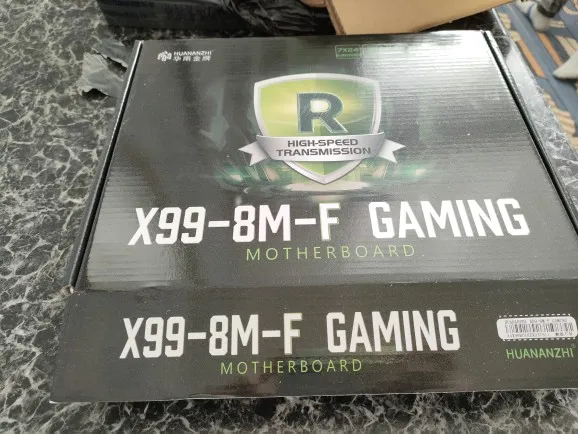 HUANANZHI
华南金牌
R
HIGH-SPEED
TRANSMISSION
X99-8M-F GAMING
MOTHERBOARD
X99-8M-F GAMING
MOTHERBOARD
HUANANZHI